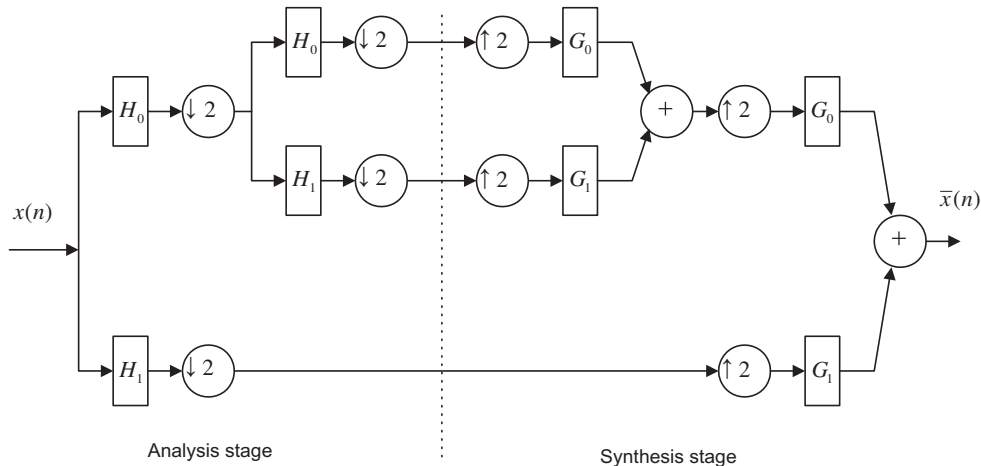 H₀ ↓2 ↑2 G₀
H₀ ↓2 + ↑2 G₀
H₁ ↓2 ↑2 G₁
x(n) x̄(n)
+
H₁ ↓2 ↑2 G₁
Analysis stage Synthesis stage